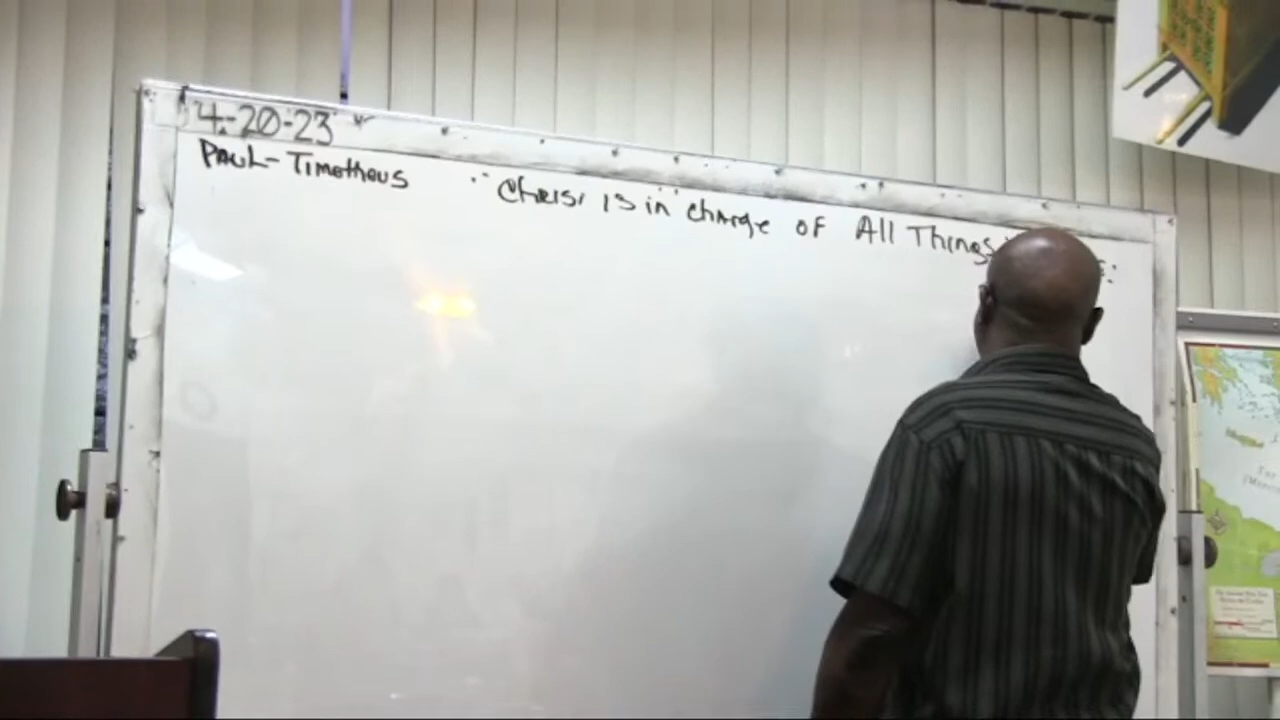 4-20-23
PAUL- Timotheus
"Christ is in" charge of All Things